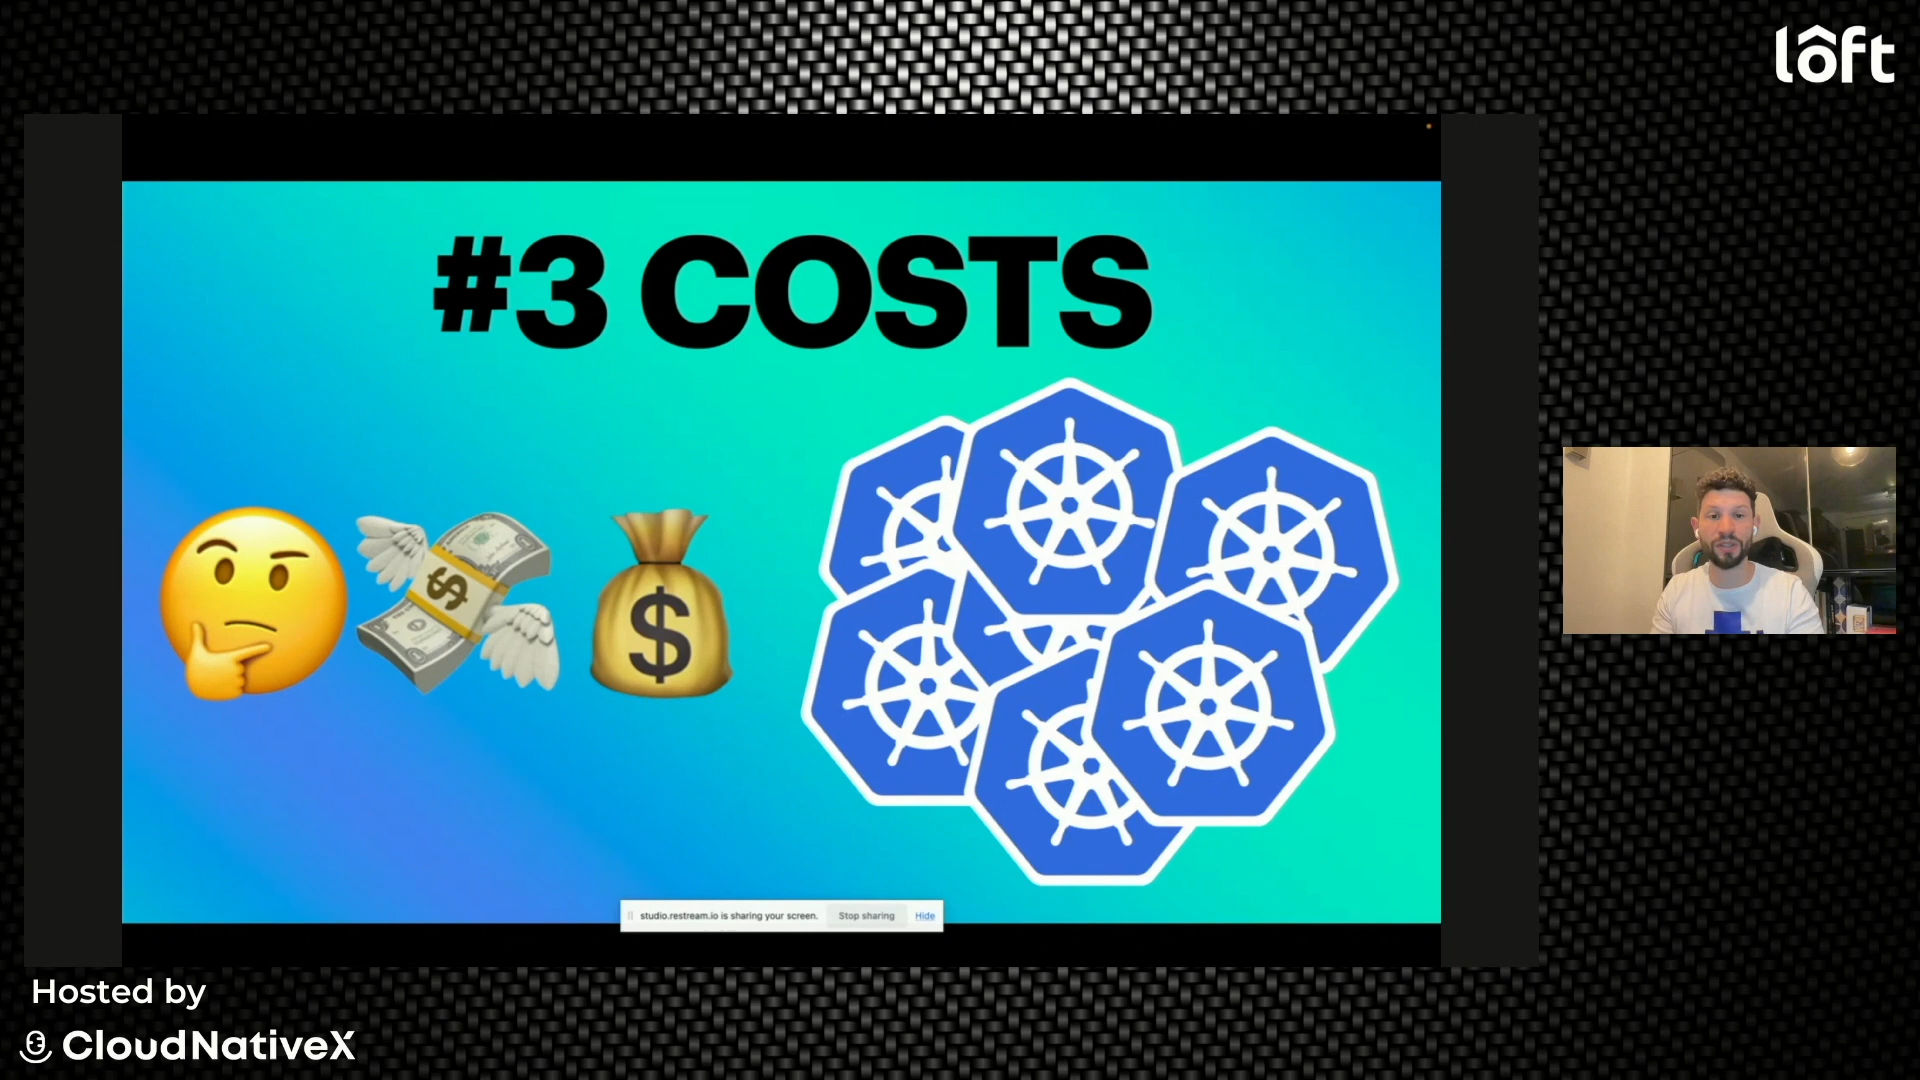 lôft
#3 COSTS
$
$
studio.restream.io is sharing your screen. Stop sharing Hide
Hosted by
CloudNativeX